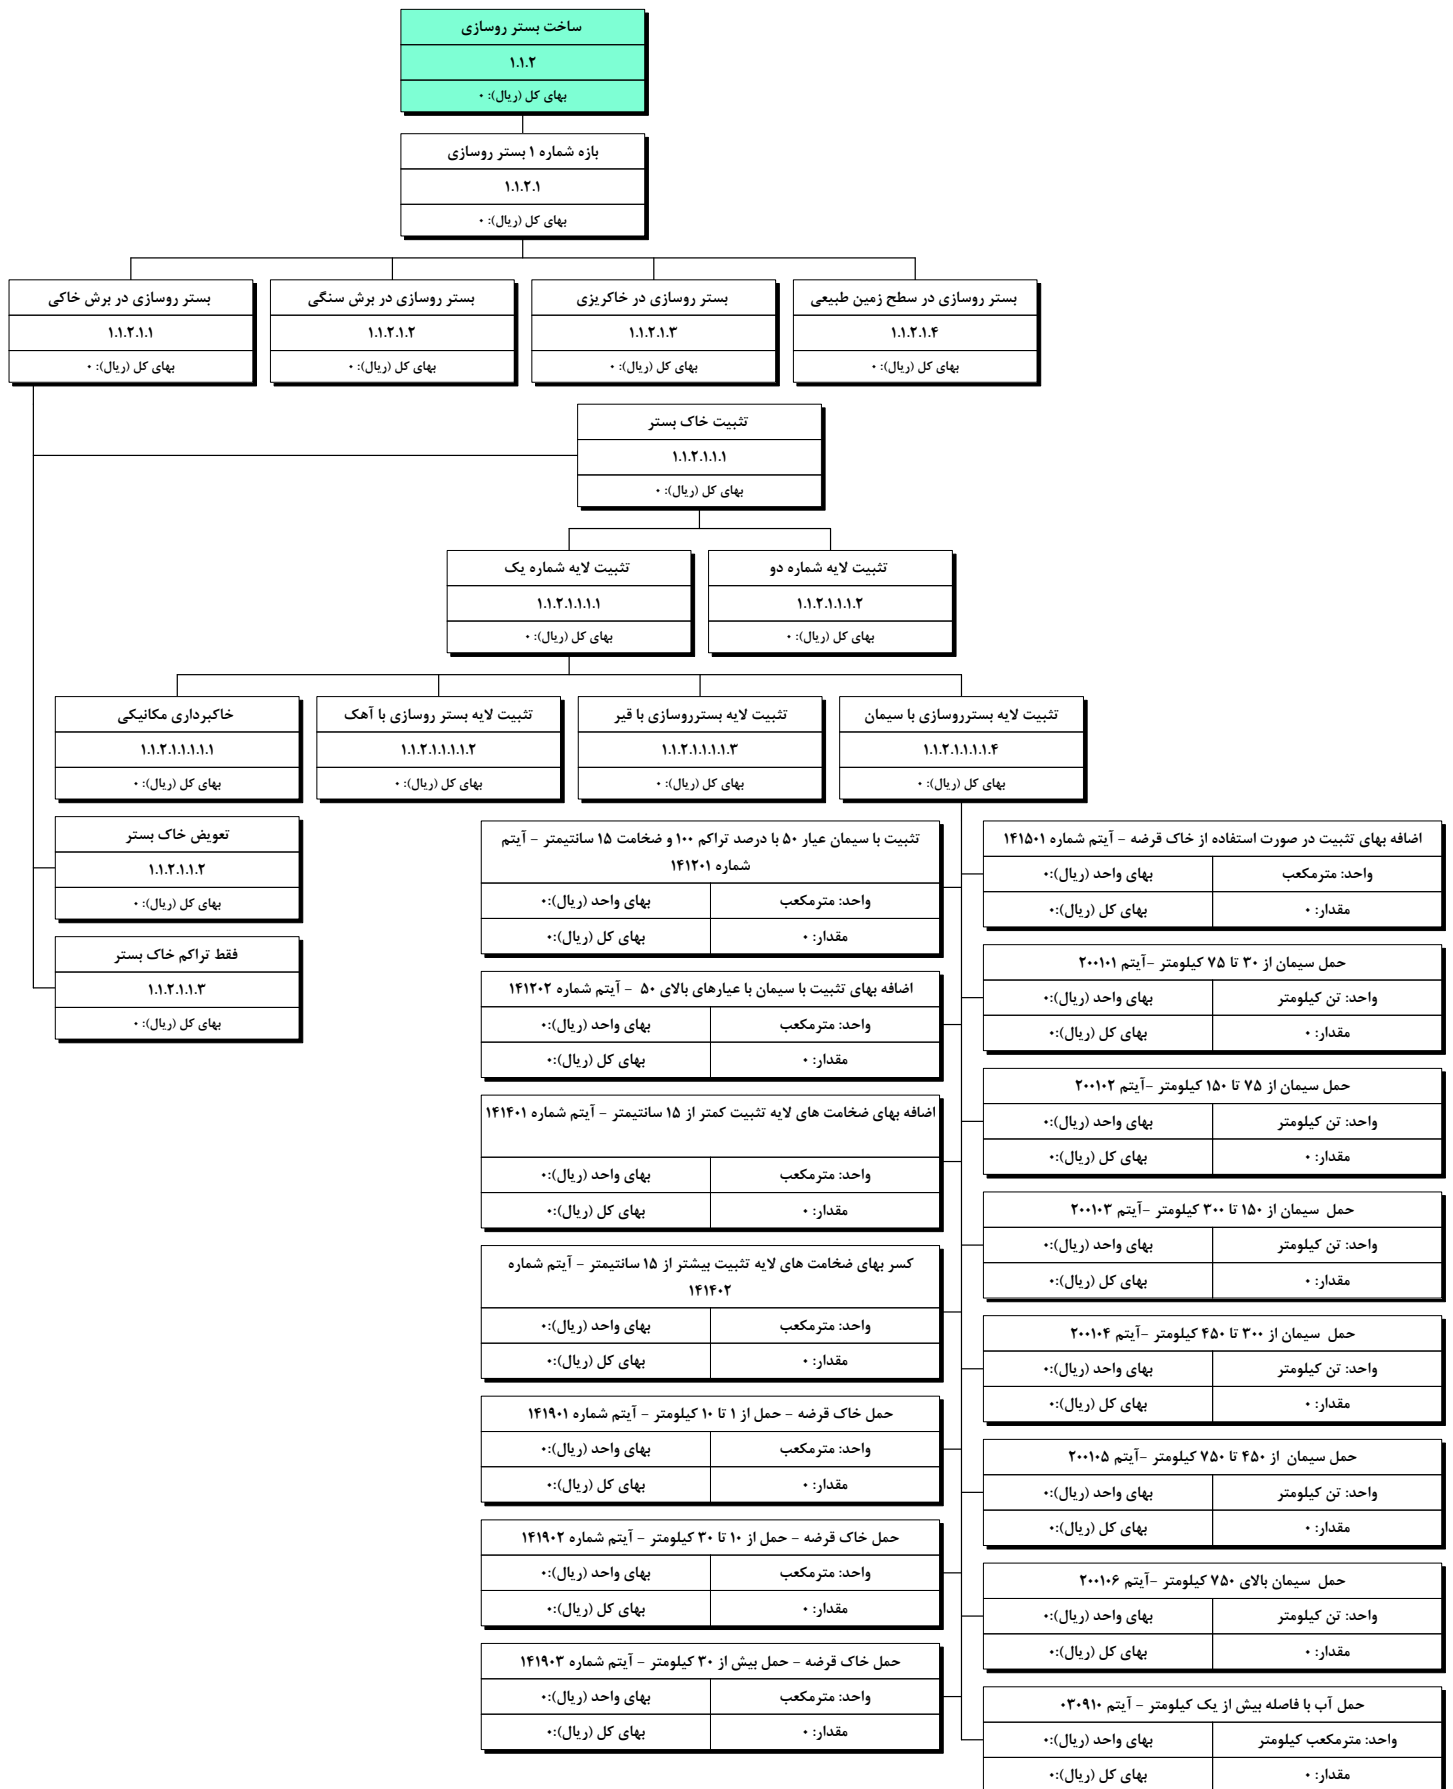 ساخت بستر روسازی
۱.۱.۲
بهای کل (ریال): ۰
بازه شماره ۱ بستر روسازی
۱.۱.۲.۱
بهای کل (ریال): ۰
بستر روسازی در برش خاکی
۱.۱.۲.۱.۱
بهای کل (ریال): ۰
بستر روسازی در برش سنگی
۱.۱.۲.۱.۲
بهای کل (ریال): ۰
بستر روسازی در خاکریزی
۱.۱.۲.۱.۳
بهای کل (ریال): ۰
بستر روسازی در سطح زمین طبیعی
۱.۱.۲.۱.۴
بهای کل (ریال): ۰
تثبیت خاک بستر
۱.۱.۲.۱.۱.۱
بهای کل (ریال): ۰
تثبیت لایه شماره یک
۱.۱.۲.۱.۱.۱.۱
بهای کل (ریال): ۰
تثبیت لایه شماره دو
۱.۱.۲.۱.۱.۱.۲
بهای کل (ریال): ۰
خاکبرداری مکانیکی
۱.۱.۲.۱.۱.۱.۱.۱
بهای کل (ریال): ۰
تثبیت لایه بستر روسازی با آهک
۱.۱.۲.۱.۱.۱.۱.۲
بهای کل (ریال): ۰
تثبیت لایه بسترروسازی با قیر
۱.۱.۲.۱.۱.۱.۱.۳
بهای کل (ریال): ۰
تثبیت لایه بسترروسازی با سیمان
۱.۱.۲.۱.۱.۱.۱.۴
بهای کل (ریال): ۰
تعویض خاک بستر
۱.۱.۲.۱.۱.۲
بهای کل (ریال): ۰
فقط تراکم خاک بستر
۱.۱.۲.۱.۱.۳
بهای کل (ریال): ۰
تثبیت با سیمان عیار ۵۰ با درصد تراکم ۱۰۰ و ضخامت ۱۵ سانتیمتر - آیتم
شماره ۱۴۱۲۰۱
واحد: مترمکعب
بهای واحد (ریال):۰
مقدار: ۰
بهای کل (ریال):۰
اضافه بهای تثبیت با سیمان با عیارهای بالای ۵۰ - آیتم شماره ۱۴۱۲۰۲
واحد: مترمکعب
بهای واحد (ریال):۰
مقدار: ۰
بهای کل (ریال):۰
اضافه بهای ضخامت های لایه تثبیت کمتر از ۱۵ سانتیمتر - آیتم شماره ۱۴۱۴۰۱
واحد: مترمکعب
بهای واحد (ریال):۰
مقدار: ۰
بهای کل (ریال):۰
کسر بهای ضخامت های لایه تثبیت بیشتر از ۱۵ سانتیمتر - آیتم شماره
۱۴۱۴۰۲
واحد: مترمکعب
بهای واحد (ریال):۰
مقدار: ۰
بهای کل (ریال):۰
حمل خاک قرضه - حمل از ۱ تا ۱۰ کیلومتر - آیتم شماره ۱۴۱۹۰۱
واحد: مترمکعب
بهای واحد (ریال):۰
مقدار: ۰
بهای کل (ریال):۰
حمل خاک قرضه - حمل از ۱۰ تا ۳۰ کیلومتر - آیتم شماره ۱۴۱۹۰۲
واحد: مترمکعب
بهای واحد (ریال):۰
مقدار: ۰
بهای کل (ریال):۰
حمل خاک قرضه - حمل بیش از ۳۰ کیلومتر - آیتم شماره ۱۴۱۹۰۳
واحد: مترمکعب
بهای واحد (ریال):۰
مقدار: ۰
بهای کل (ریال):۰
اضافه بهای تثبیت در صورت استفاده از خاک قرضه - آیتم شماره ۱۴۱۵۰۱
واحد: مترمکعب
بهای واحد (ریال):۰
مقدار: ۰
بهای کل (ریال):۰
حمل سیمان از ۳۰ تا ۷۵ کیلومتر -آیتم ۲۰۰۱۰۱
واحد: تن کیلومتر
بهای واحد (ریال):۰
مقدار: ۰
بهای کل (ریال):۰
حمل سیمان از ۷۵ تا ۱۵۰ کیلومتر -آیتم ۲۰۰۱۰۲
واحد: تن کیلومتر
بهای واحد (ریال):۰
مقدار: ۰
بهای کل (ریال):۰
حمل سیمان از ۱۵۰ تا ۳۰۰ کیلومتر -آیتم ۲۰۰۱۰۳
واحد: تن کیلومتر
بهای واحد (ریال):۰
مقدار: ۰
بهای کل (ریال):۰
حمل سیمان از ۳۰۰ تا ۴۵۰ کیلومتر -آیتم ۲۰۰۱۰۴
واحد: تن کیلومتر
بهای واحد (ریال):۰
مقدار: ۰
بهای کل (ریال):۰
حمل سیمان از ۴۵۰ تا ۷۵۰ کیلومتر -آیتم ۲۰۰۱۰۵
واحد: تن کیلومتر
بهای واحد (ریال):۰
مقدار: ۰
بهای کل (ریال):۰
حمل سیمان بالای ۷۵۰ کیلومتر -آیتم ۲۰۰۱۰۶
واحد: تن کیلومتر
بهای واحد (ریال):۰
مقدار: ۰
بهای کل (ریال):۰
حمل آب با فاصله بیش از یک کیلومتر - آیتم ۰۳۰۹۱۰
واحد: مترمکعب کیلومتر
بهای واحد (ریال):۰
مقدار: ۰
بهای کل (ریال):۰